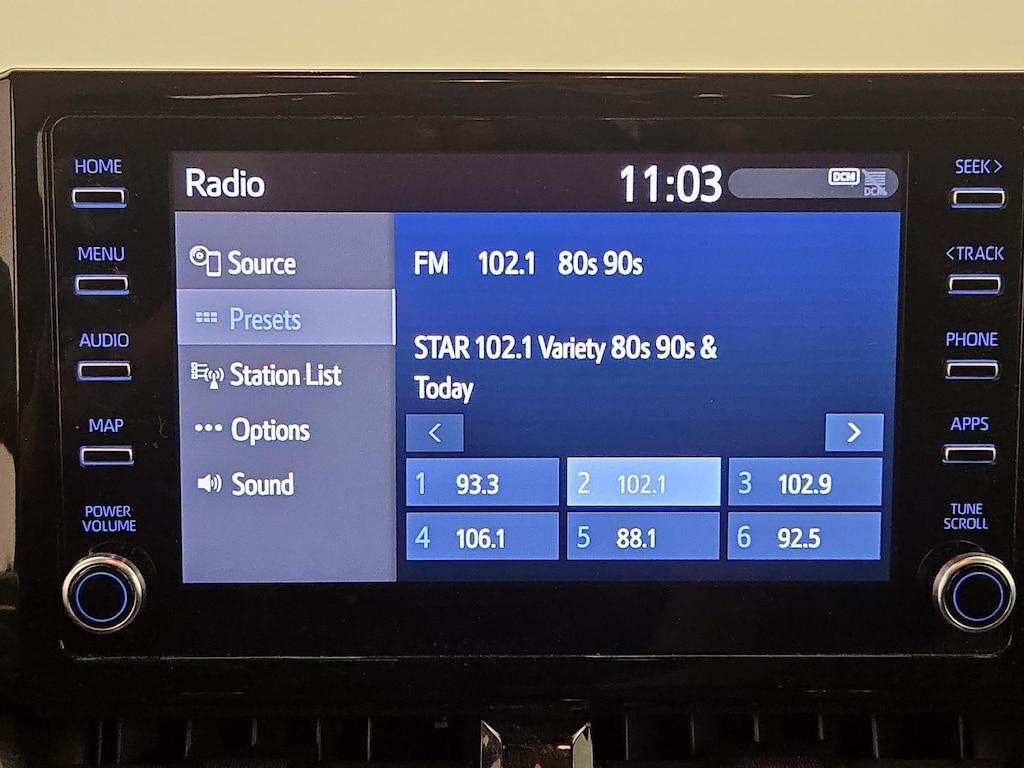 HOME
MENU
AUDIO
MAP
POWER
VOLUME
Radio
11:03
DCM
DCM
Source
Presets
Station List
Options
Sound
FM 102.1 80s 90s
STAR 102.1 Variety 80s 90s &
Today
< >
1 93.3 2 102.1 3 102.9
4 106.1 5 88.1 6 92.5
SEEK >
< TRACK
PHONE
APPS
TUNE
SCROLL